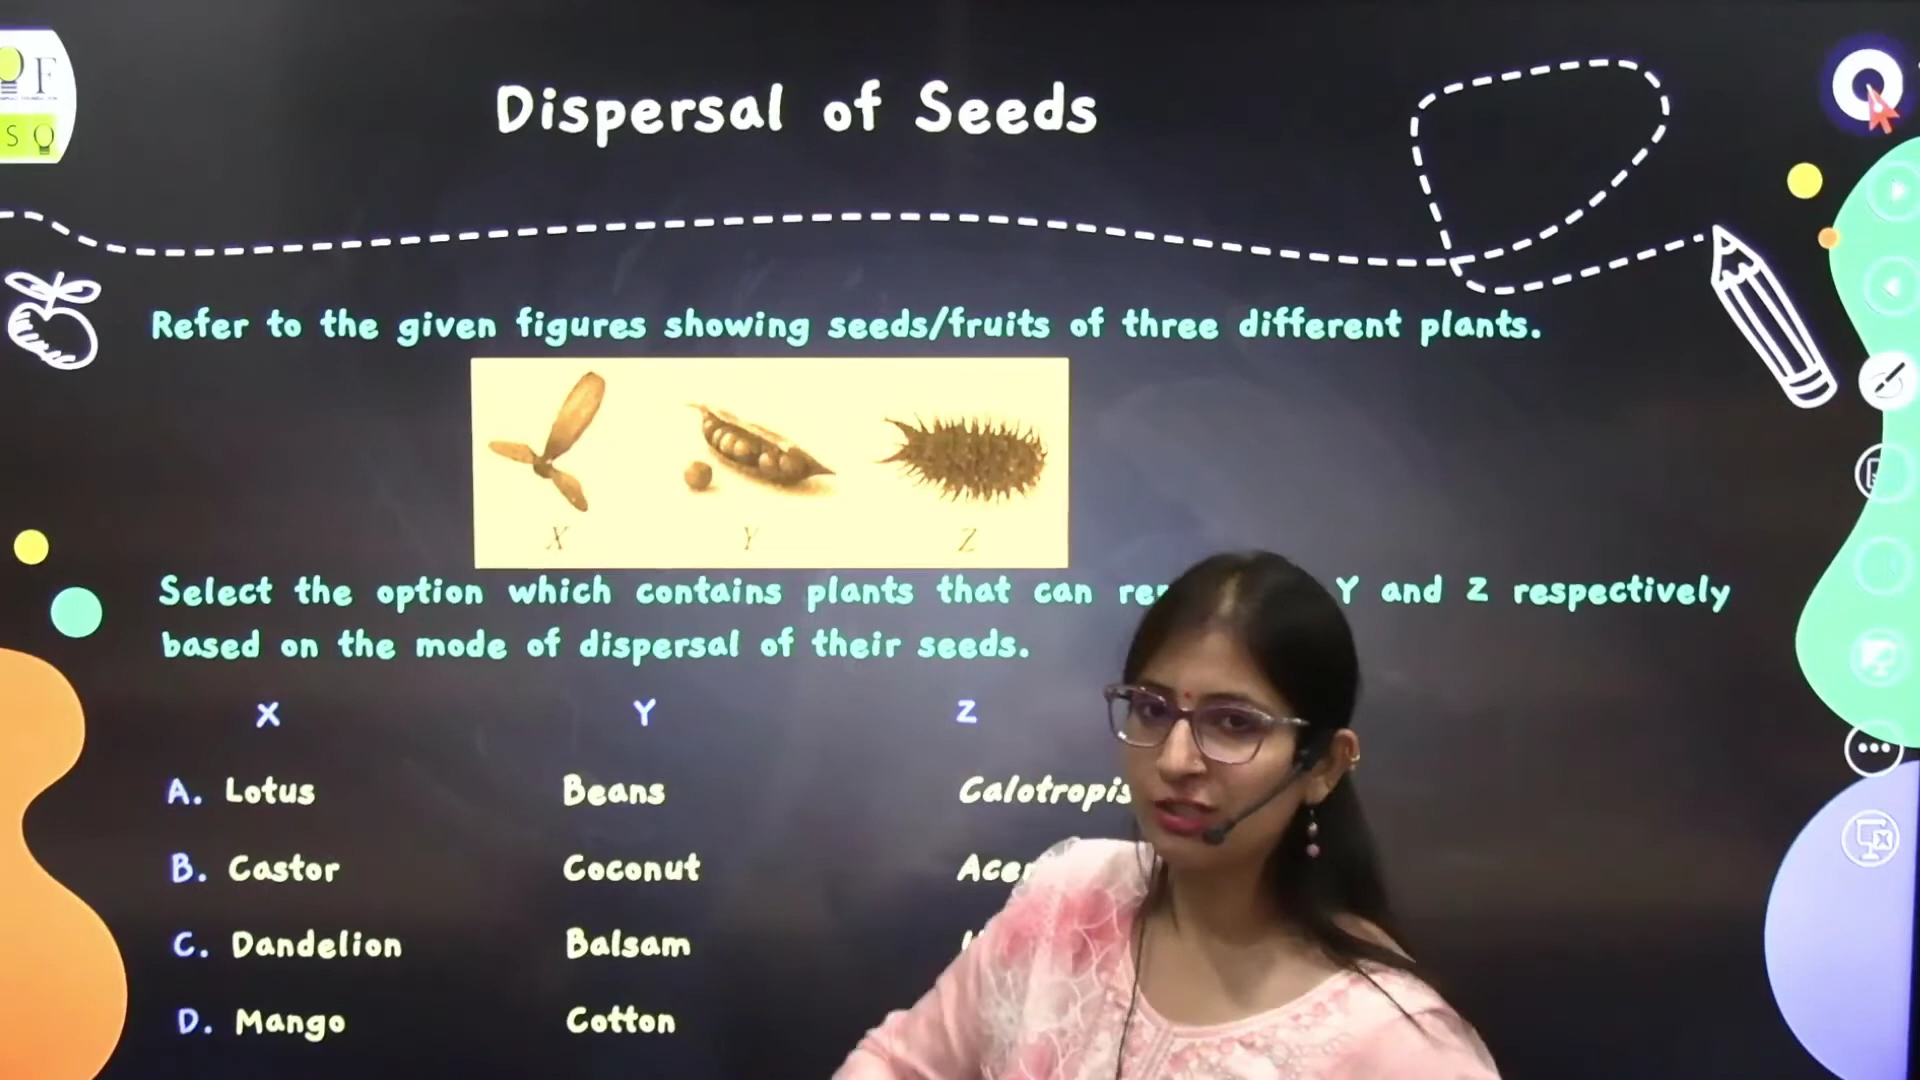 F
S Q
Dispersal of Seeds
Refer to the given figures showing seeds/fruits of three different plants.
X Y Z
Select the option which contains plants that can Y and Z respectively
based on the mode of dispersal of their seeds.
X Y Z
A. Lotus Beans Calotropis
B. Castor Coconut
C. Dandelion Balsam
D. Mango Cotton